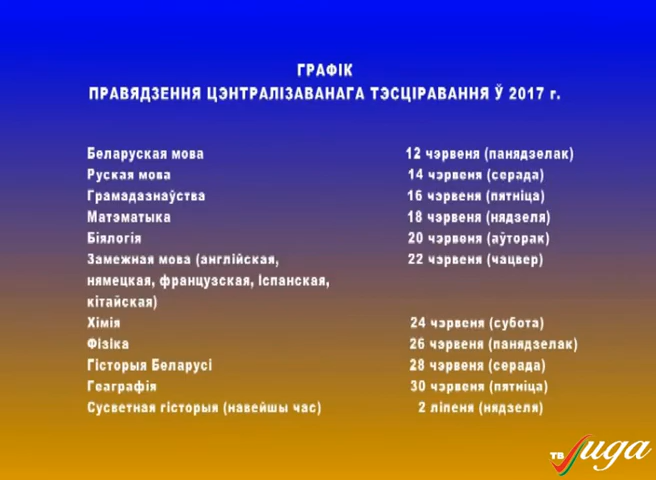 ГРАФІК
ПРАВЯДЗЕННЯ ЦЭНТРАЛІЗАВАНАГА ТЭСЦІРАВАННЯ Ў 2017 г.
Беларуская мова 12 чэрвеня (панядзелак)
Руская мова 14 чэрвеня (серада)
Грамадазнаўства 16 чэрвеня (пятніца)
Матэматыка 18 чэрвеня (нядзеля)
Біялогія 20 чэрвеня (аўторак)
Замежная мова (англійская, 22 чэрвеня (чацвер)
нямецкая, французская, Іспанская,
кітайская)
Хімія 24 чэрвеня (субота)
Фізіка 26 чэрвеня (панядзелак)
Гісторыя Беларусі 28 чэрвеня (серада)
Геаграфія 30 чэрвеня (пятніца)
Сусветная гісторыя (навейшы час) 2 ліпеня (нядзеля)
ТВ Лида